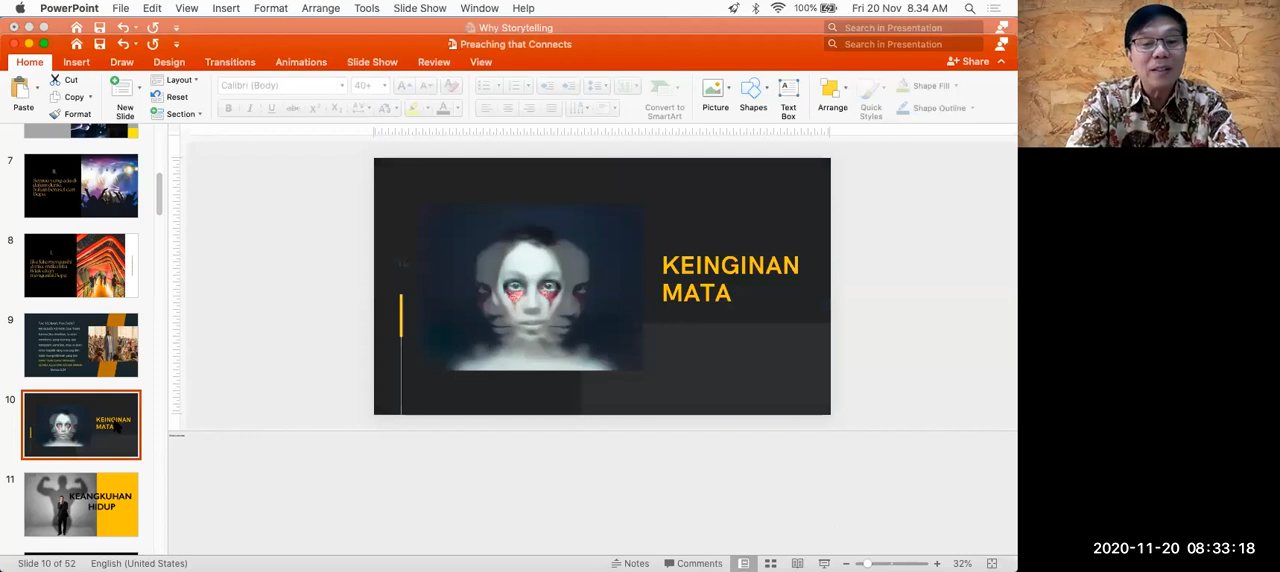 PowerPoint File Edit View Insert Format Arrange Tools Slide Show Window Help 100% Fri 20 Nov 8.34 AM
Why Storytelling Search in Presentation
Preaching that Connects Search in Presentation
Home Insert Draw Design Transitions Animations Slide Show Review View Share
Paste
Cut
Copy
Format
New Slide
Layout
Reset
Section
Calibri (Body) 40+
Convert to SmartArt
Picture
Shapes
Text Box
Arrange
Quick Styles
Shape Fill
Shape Outline
7
8
9
10
KEINGINAN
MATA
11
KEANGKUHAN
HIDUP
KEINGINAN
MATA
Slide 10 of 52 English (United States) Notes Comments 32%
2020-11-20 08:33:18